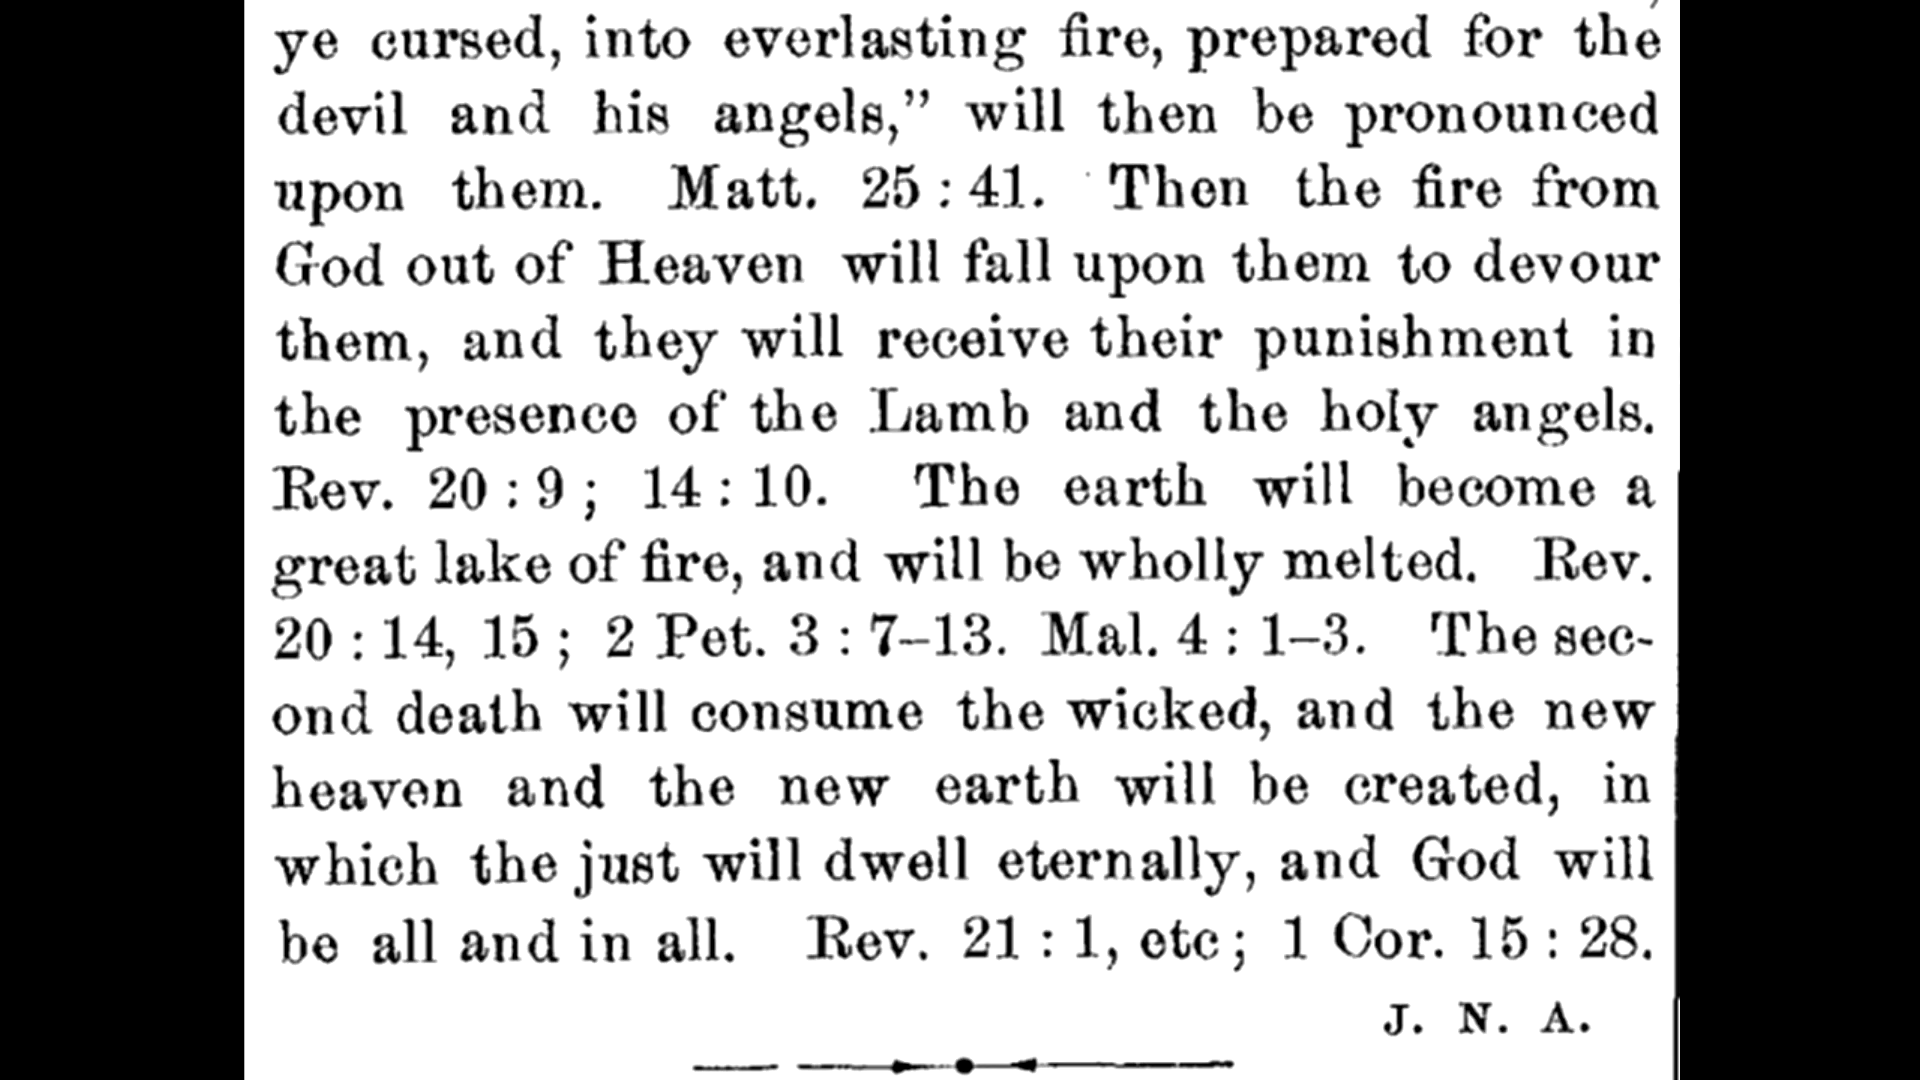 ye cursed, into everlasting fire, prepared for the
devil and his angels,” will then be pronounced
upon them. Matt. 25 : 41. Then the fire from
God out of Heaven will fall upon them to devour
them, and they will receive their punishment in
the presence of the Lamb and the holy angels.
Rev. 20 : 9 ; 14 : 10. The earth will become a
great lake of fire, and will be wholly melted. Rev.
20 : 14, 15 ; 2 Pet. 3 : 7–13. Mal. 4 : 1–3. The sec-
ond death will consume the wicked, and the new
heaven and the new earth will be created, in
which the just will dwell eternally, and God will
be all and in all. Rev. 21 : 1, etc ; 1 Cor. 15 : 28.
J. N. A.